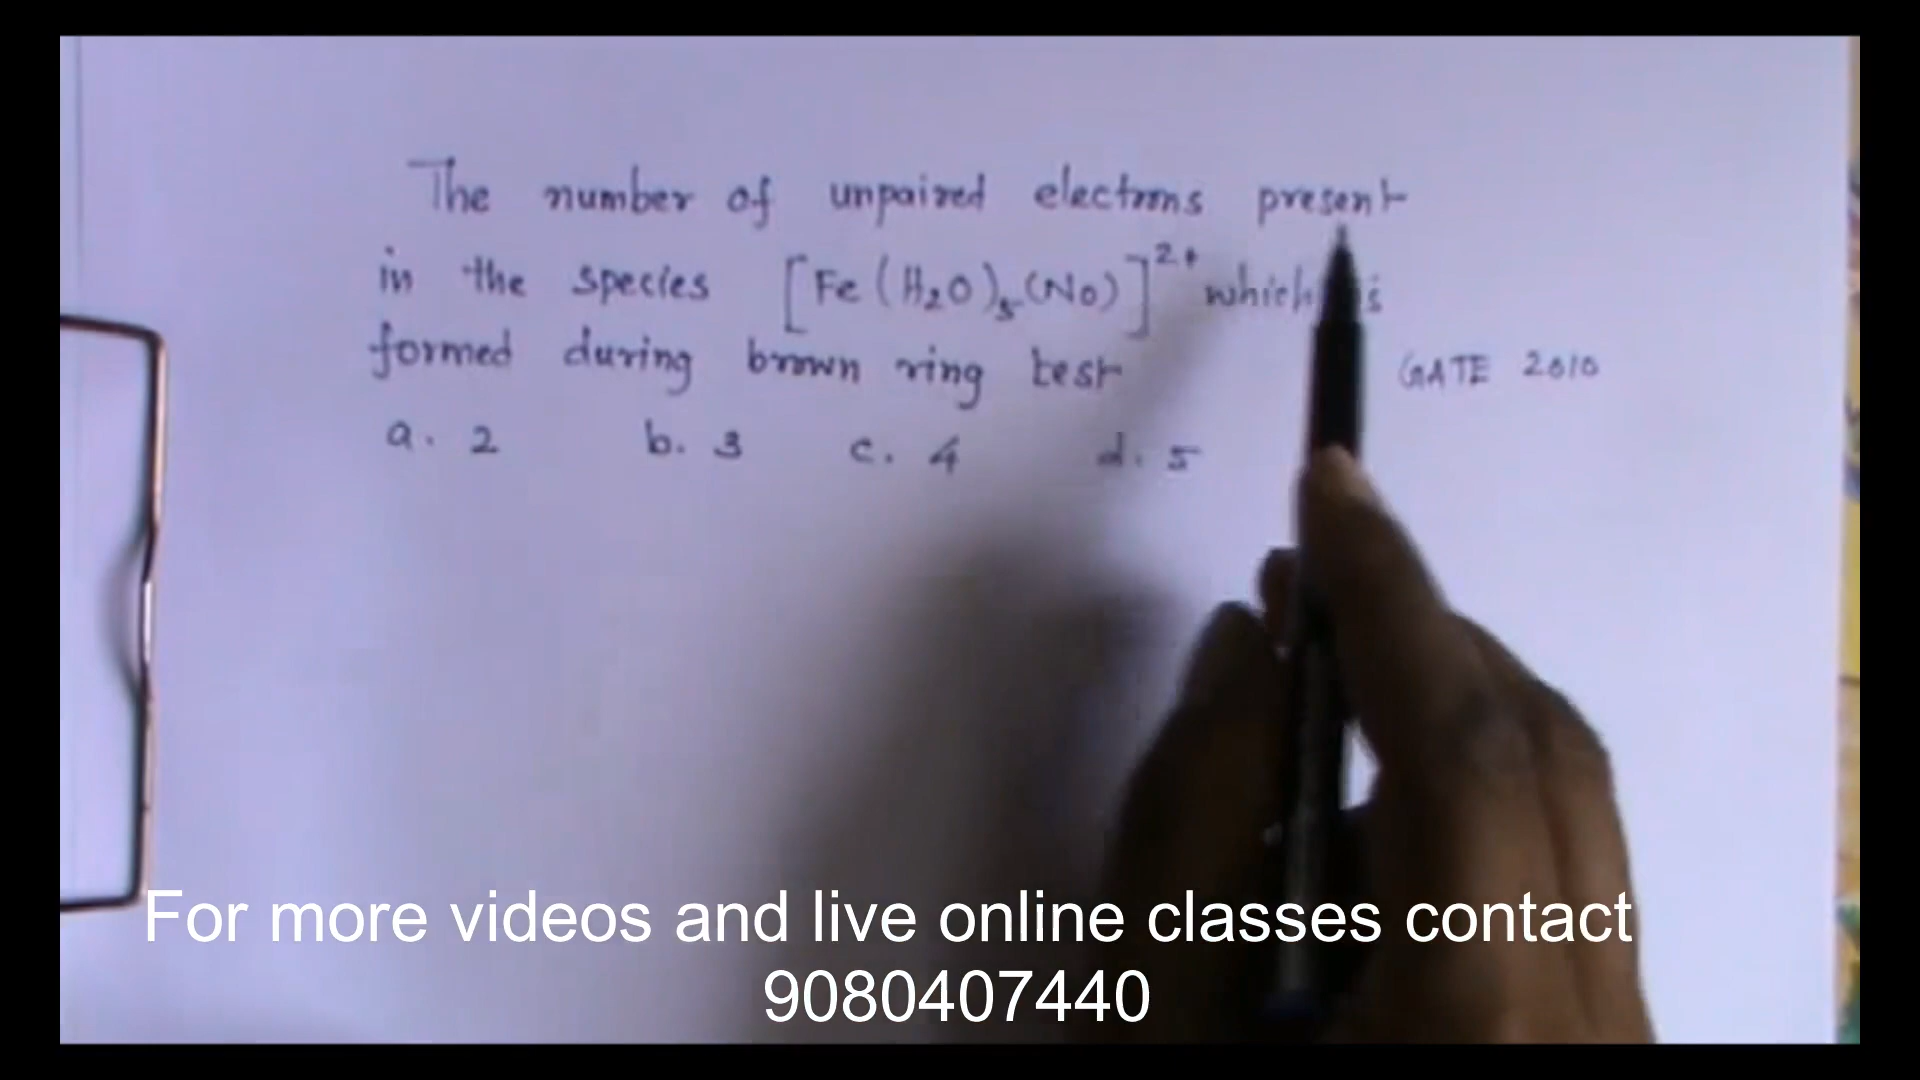 The number of unpaired electrons present
in the species [Fe(H₂O)₅(NO)]²⁺ which is
formed during brown ring test
GATE 2010
a. 2 b. 3 c. 4 d. 5
For more videos and live online classes contact
9080407440